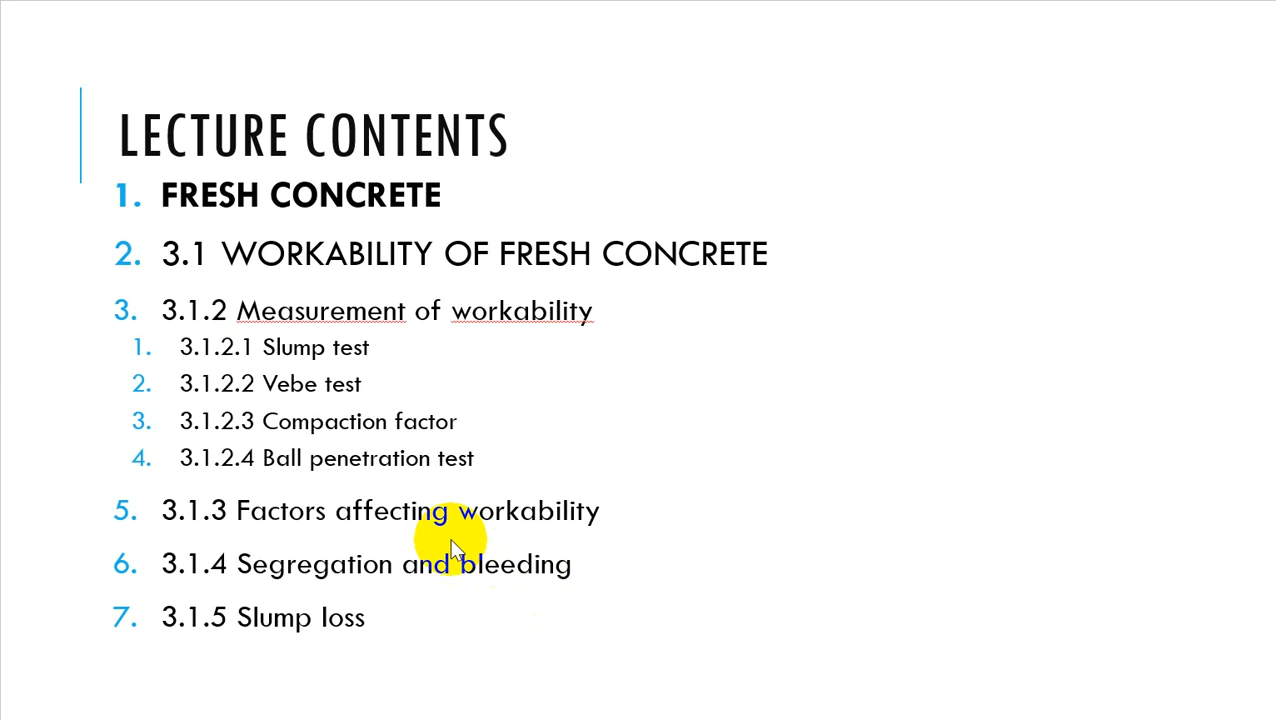 LECTURE CONTENTS
1. FRESH CONCRETE
2. 3.1 WORKABILITY OF FRESH CONCRETE
3. 3.1.2 Measurement of workability
1. 3.1.2.1 Slump test
2. 3.1.2.2 Vebe test
3. 3.1.2.3 Compaction factor
4. 3.1.2.4 Ball penetration test
5. 3.1.3 Factors affecting workability
6. 3.1.4 Segregation and bleeding
7. 3.1.5 Slump loss